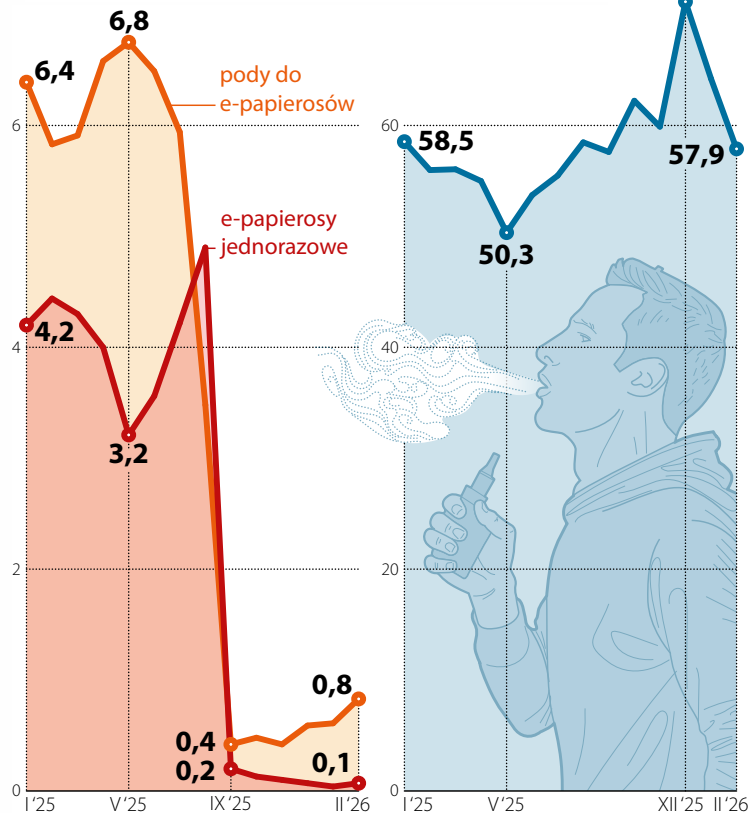 6,8
6,4
pody do
e-papierosów
6
e-papierosy
jednorazowe
4,2
4
3,2
2
0,8
0,4
0,2
0,1
0
I ‘25
V ‘25
IX ‘25
II ‘26
60
58,5
57,9
50,3
40
20
0
I ‘25
V ‘25
XII ‘25
II ‘26